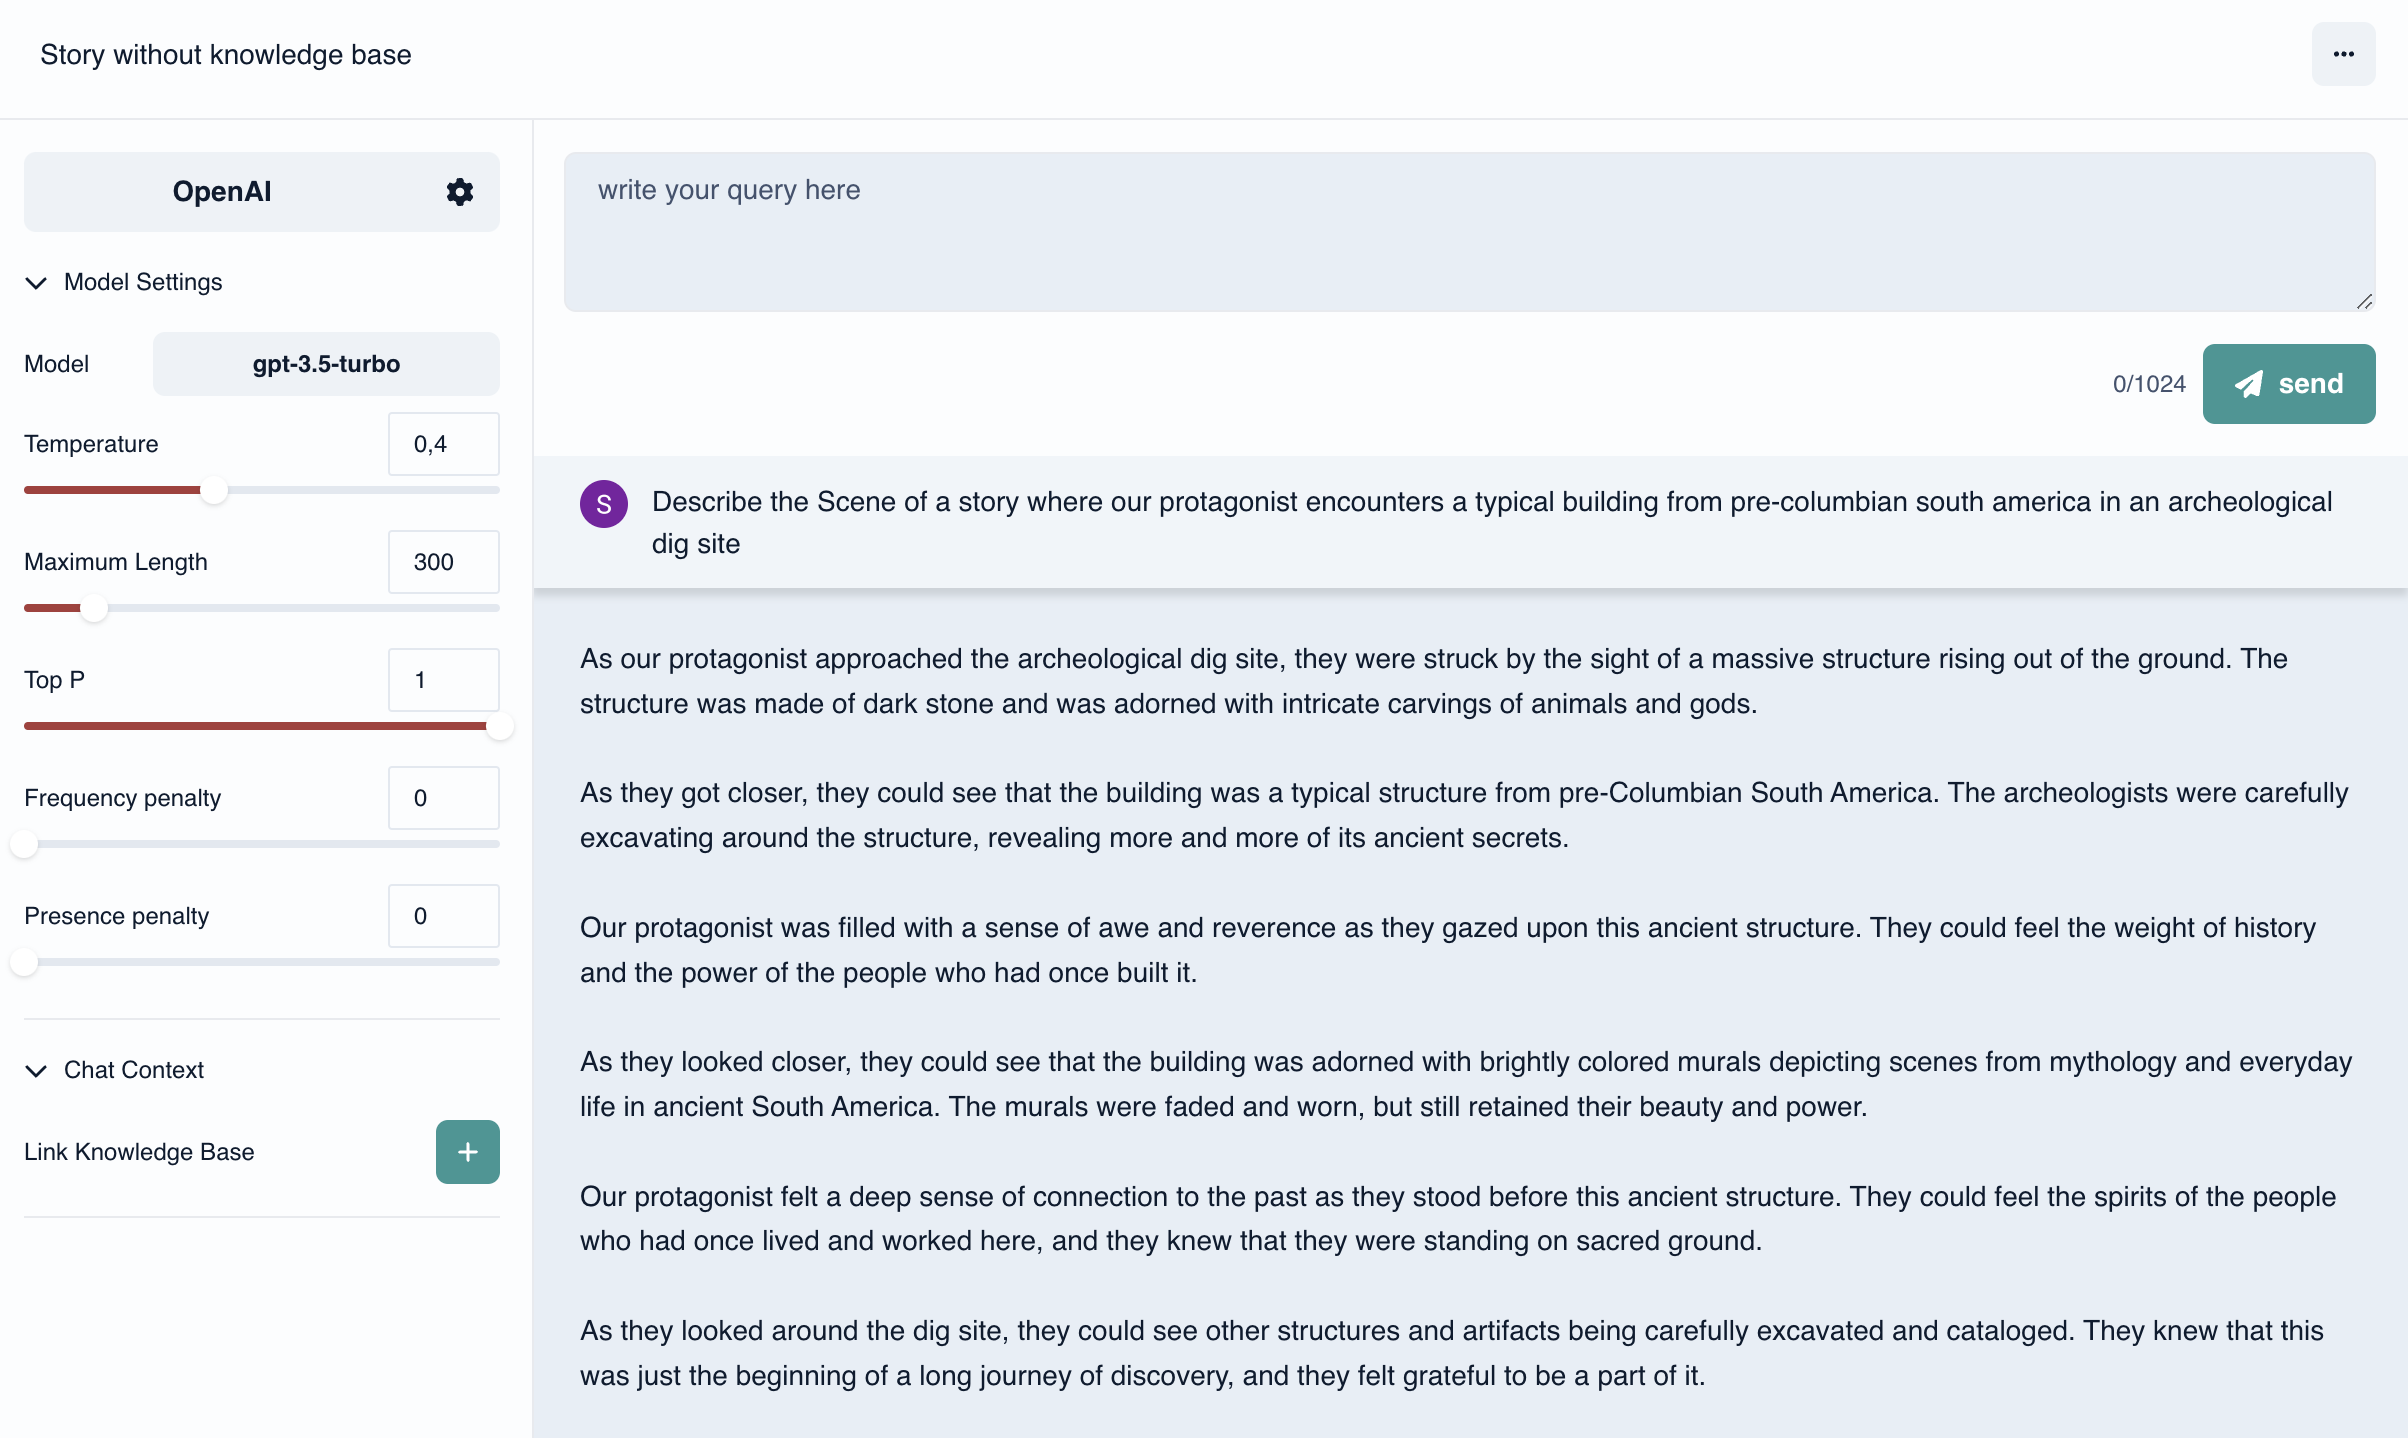 Story without knowledge base
OpenAI
Model Settings
Model
gpt-3.5-turbo
Temperature
0,4
Maximum Length
300
Top P
1
Frequency penalty
0
Presence penalty
0
Chat Context
Link Knowledge Base
write your query here
0/1024
send
S
Describe the Scene of a story where our protagonist encounters a typical building from pre-columbian south america in an archeological
dig site
As our protagonist approached the archeological dig site, they were struck by the sight of a massive structure rising out of the ground. The
structure was made of dark stone and was adorned with intricate carvings of animals and gods.
As they got closer, they could see that the building was a typical structure from pre-Columbian South America. The archeologists were carefully
excavating around the structure, revealing more and more of its ancient secrets.
Our protagonist was filled with a sense of awe and reverence as they gazed upon this ancient structure. They could feel the weight of history
and the power of the people who had once built it.
As they looked closer, they could see that the building was adorned with brightly colored murals depicting scenes from mythology and everyday
life in ancient South America. The murals were faded and worn, but still retained their beauty and power.
Our protagonist felt a deep sense of connection to the past as they stood before this ancient structure. They could feel the spirits of the people
who had once lived and worked here, and they knew that they were standing on sacred ground.
As they looked around the dig site, they could see other structures and artifacts being carefully excavated and cataloged. They knew that this
was just the beginning of a long journey of discovery, and they felt grateful to be a part of it.